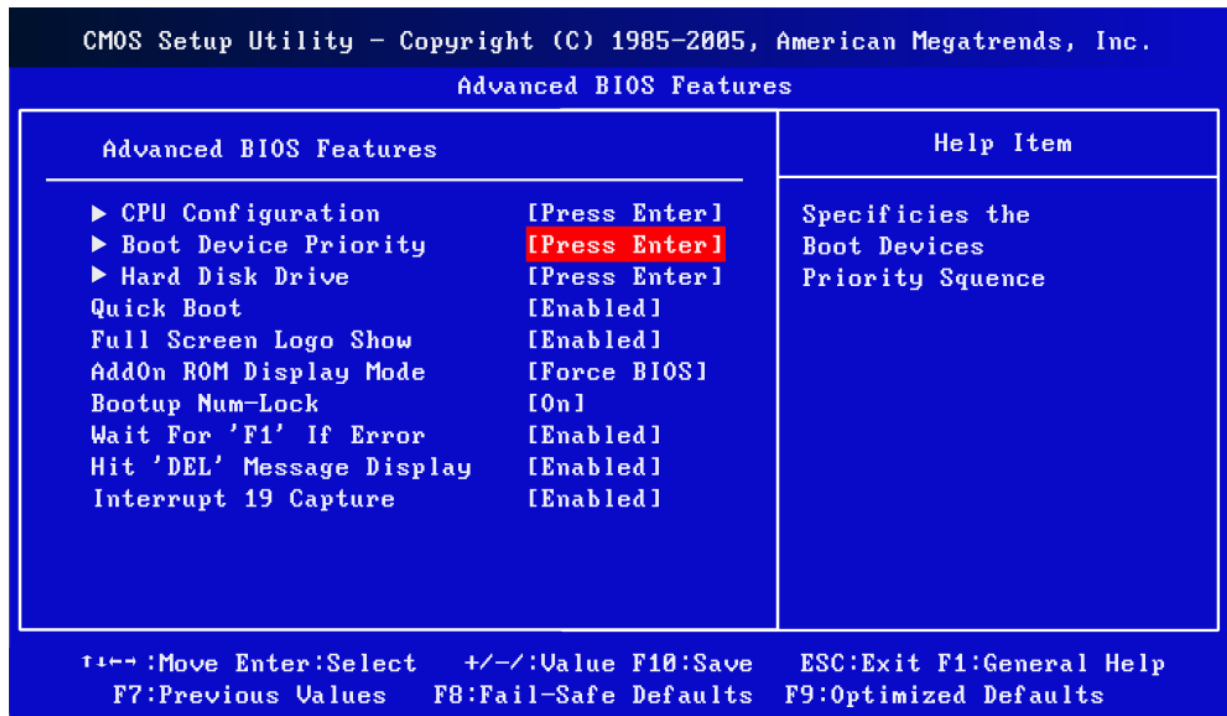 CMOS Setup Utility – Copyright (C) 1985–2005, American Megatrends, Inc.
Advanced BIOS Features
Advanced BIOS Features
▶ CPU Configuration [Press Enter]
▶ Boot Device Priority [Press Enter]
▶ Hard Disk Drive [Press Enter]
Quick Boot [Enabled]
Full Screen Logo Show [Enabled]
AddOn ROM Display Mode [Force BIOS]
Bootup Num–Lock [On]
Wait For 'F1' If Error [Enabled]
Hit 'DEL' Message Display [Enabled]
Interrupt 19 Capture [Enabled]
Help Item
Specificies the
Boot Devices
Priority Squence
↑↓←→:Move Enter:Select +/–/:Value F10:Save ESC:Exit F1:General Help
F7:Previous Values F8:Fail–Safe Defaults F9:Optimized Defaults